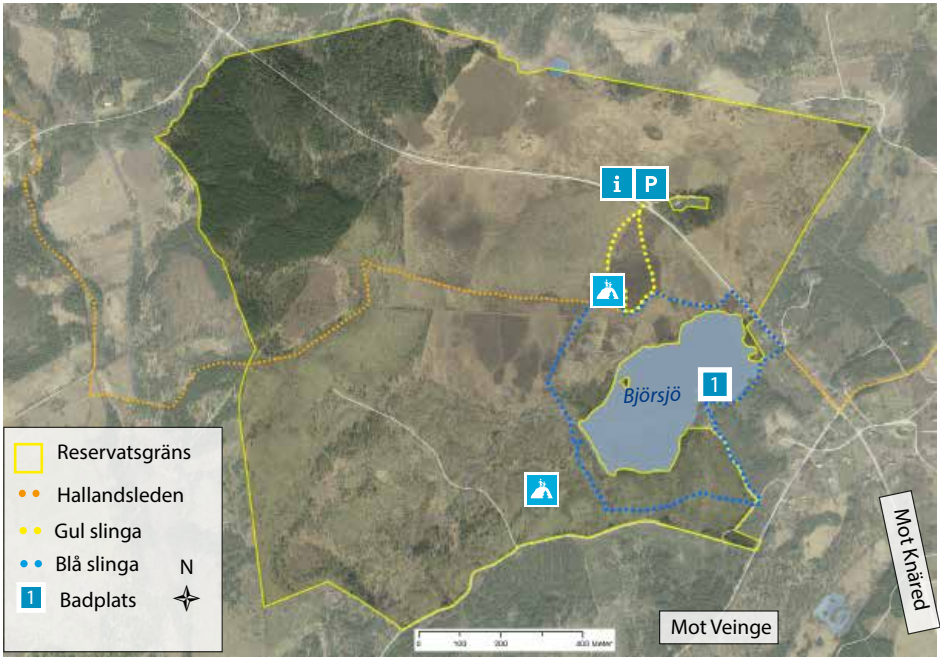 i P
Björsjö
1
Reservatsgräns
Hallandsleden
Gul slinga
Blå slinga
N
1 Badplats
Mot Knäred
Mot Veinge
0 100 200 400 Meter